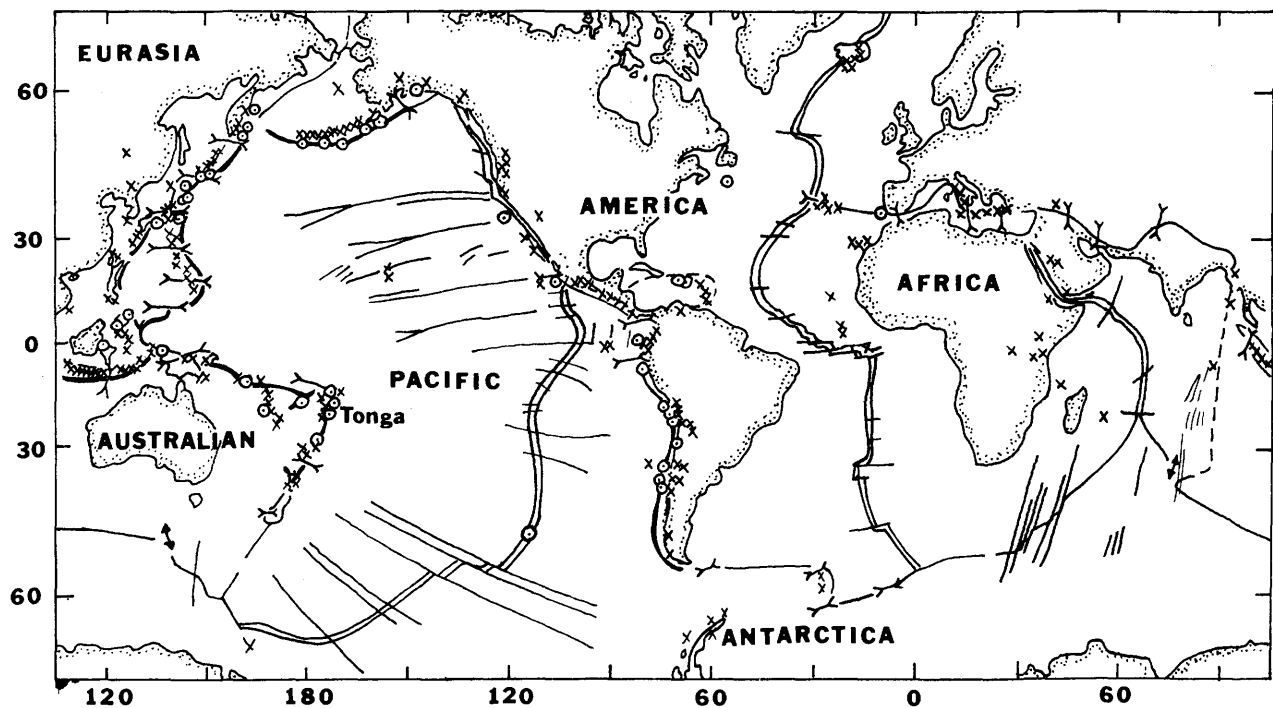 EURASIA
60
AMERICA
30
AFRICA
0
PACIFIC
Tonga
AUSTRALIAN
30
60
ANTARCTICA
120 180 120 60 0 60